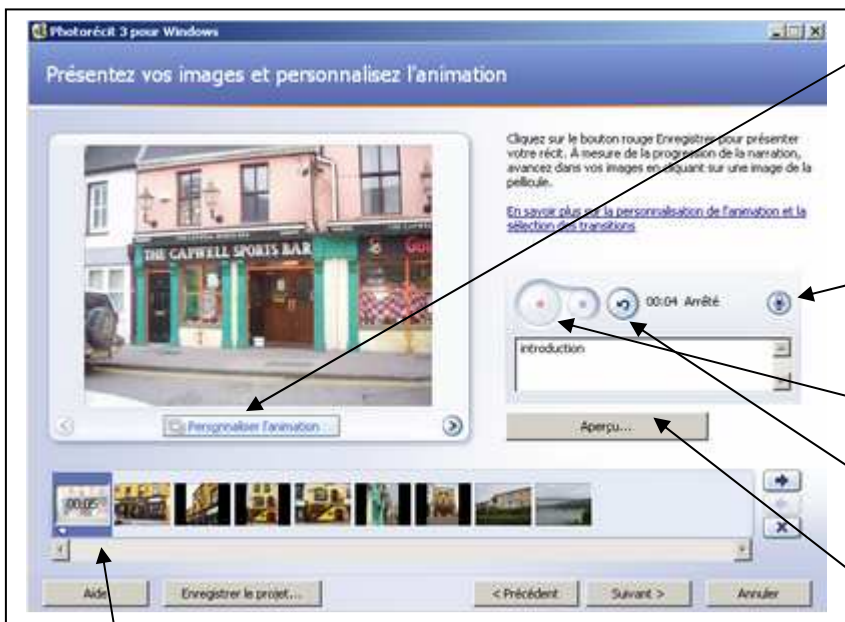 Photorécit 3 pour Windows
Présentez vos images et personnalisez l'animation
Cliquez sur le bouton rouge Enregistrer pour présenter
votre récit. À mesure de la progression de la narration,
avancez dans vos images en cliquant sur une image de la
pellicule.
En savoir plus sur la personnalisation de l'animation et la
sélection des transitions
THE CAPWELL SPORTS BAR
00:04 Arrêté
introduction
Personnaliser l'animation
Aperçu...
00:05
Aide
Enregistrer le projet...
< Précédent
Suivant >
Annuler